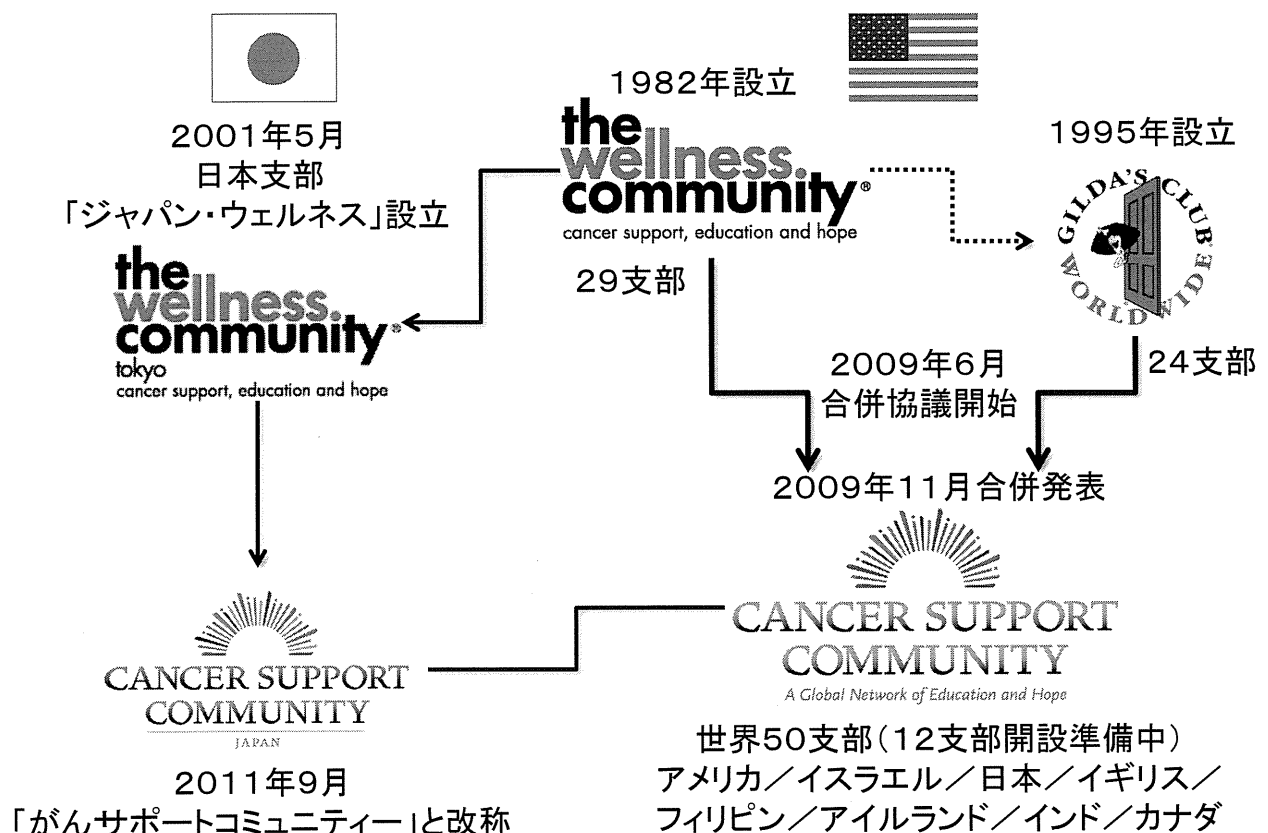 2001年5月
日本支部
「ジャパン・ウェルネス」設立
the
wellness.
community®
tokyo
cancer support, education and hope
1982年設立
the
wellness.
community®
cancer support, education and hope
29支部
1995年設立
GILDA'S CLUB®
WORLDWIDE
24支部
2009年6月
合併協議開始
2009年11月合併発表
CANCER SUPPORT
COMMUNITY
JAPAN
2011年9月
「がんサポートコミュニティー」と改称
CANCER SUPPORT
COMMUNITY
A Global Network of Education and Hope
世界50支部(12支部開設準備中)
アメリカ/イスラエル/日本/イギリス/
フィリピン/アイルランド/インド/カナダ